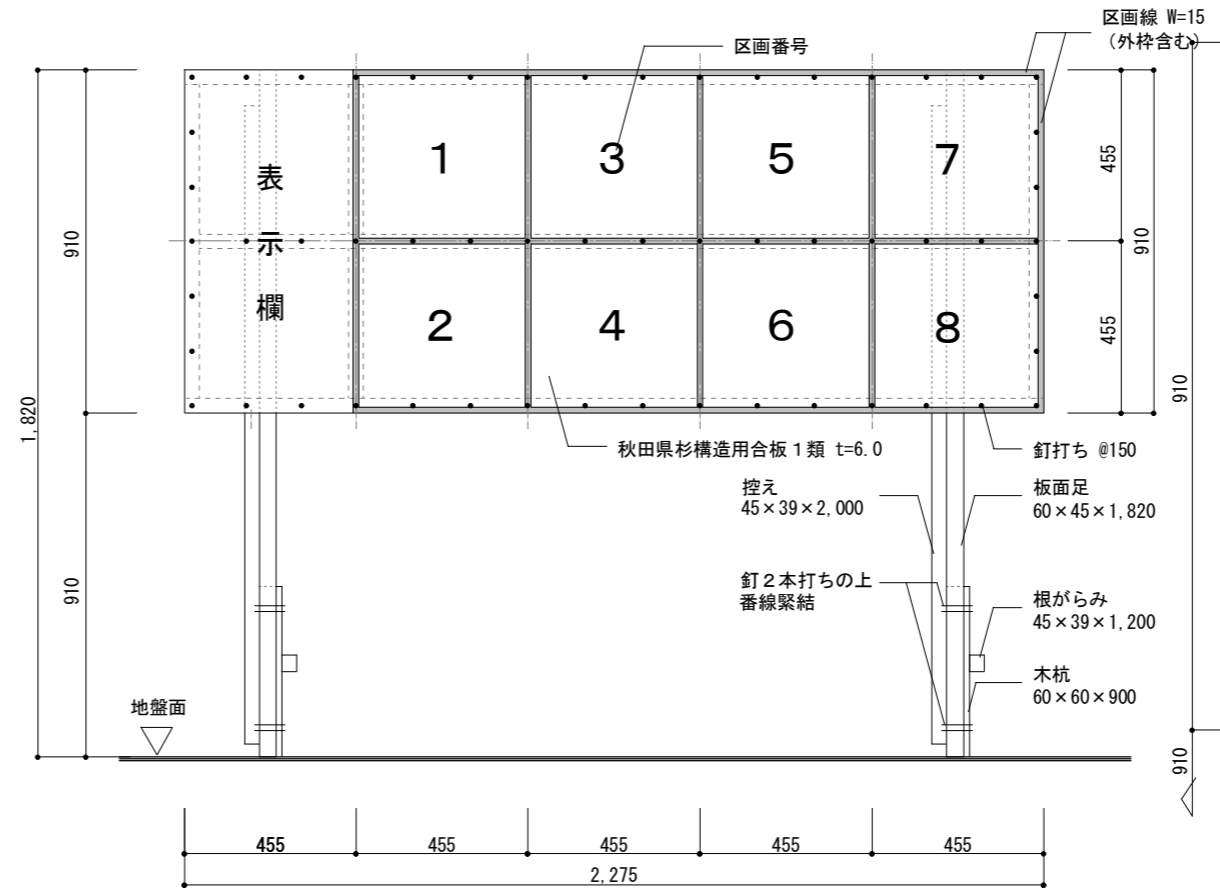 区画線 W=15
（外枠含む）
区画番号
1
3
5
7
表
示
欄
2
4
6
8
455
455
910
910
910
1,820
910
910
秋田県杉構造用合板１類 t=6.0
釘打ち @150
控え
45×39×2,000
板面足
60×45×1,820
釘２本打ちの上
番線緊結
根がらみ
45×39×1,200
木杭
60×60×900
地盤面
455
455
455
455
455
2,275